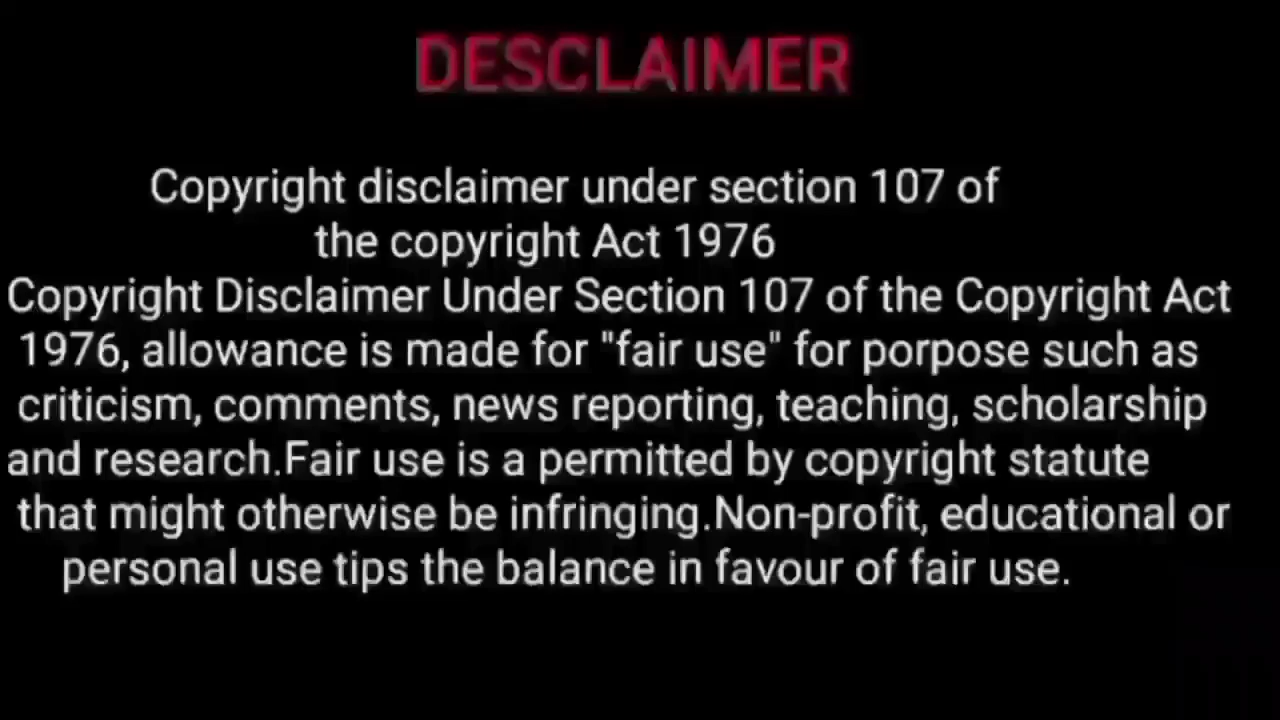 DESCLAIMER
Copyright disclaimer under section 107 of
the copyright Act 1976
Copyright Disclaimer Under Section 107 of the Copyright Act
1976, allowance is made for "fair use" for porpose such as
criticism, comments, news reporting, teaching, scholarship
and research.Fair use is a permitted by copyright statute
that might otherwise be infringing.Non-profit, educational or
personal use tips the balance in favour of fair use.